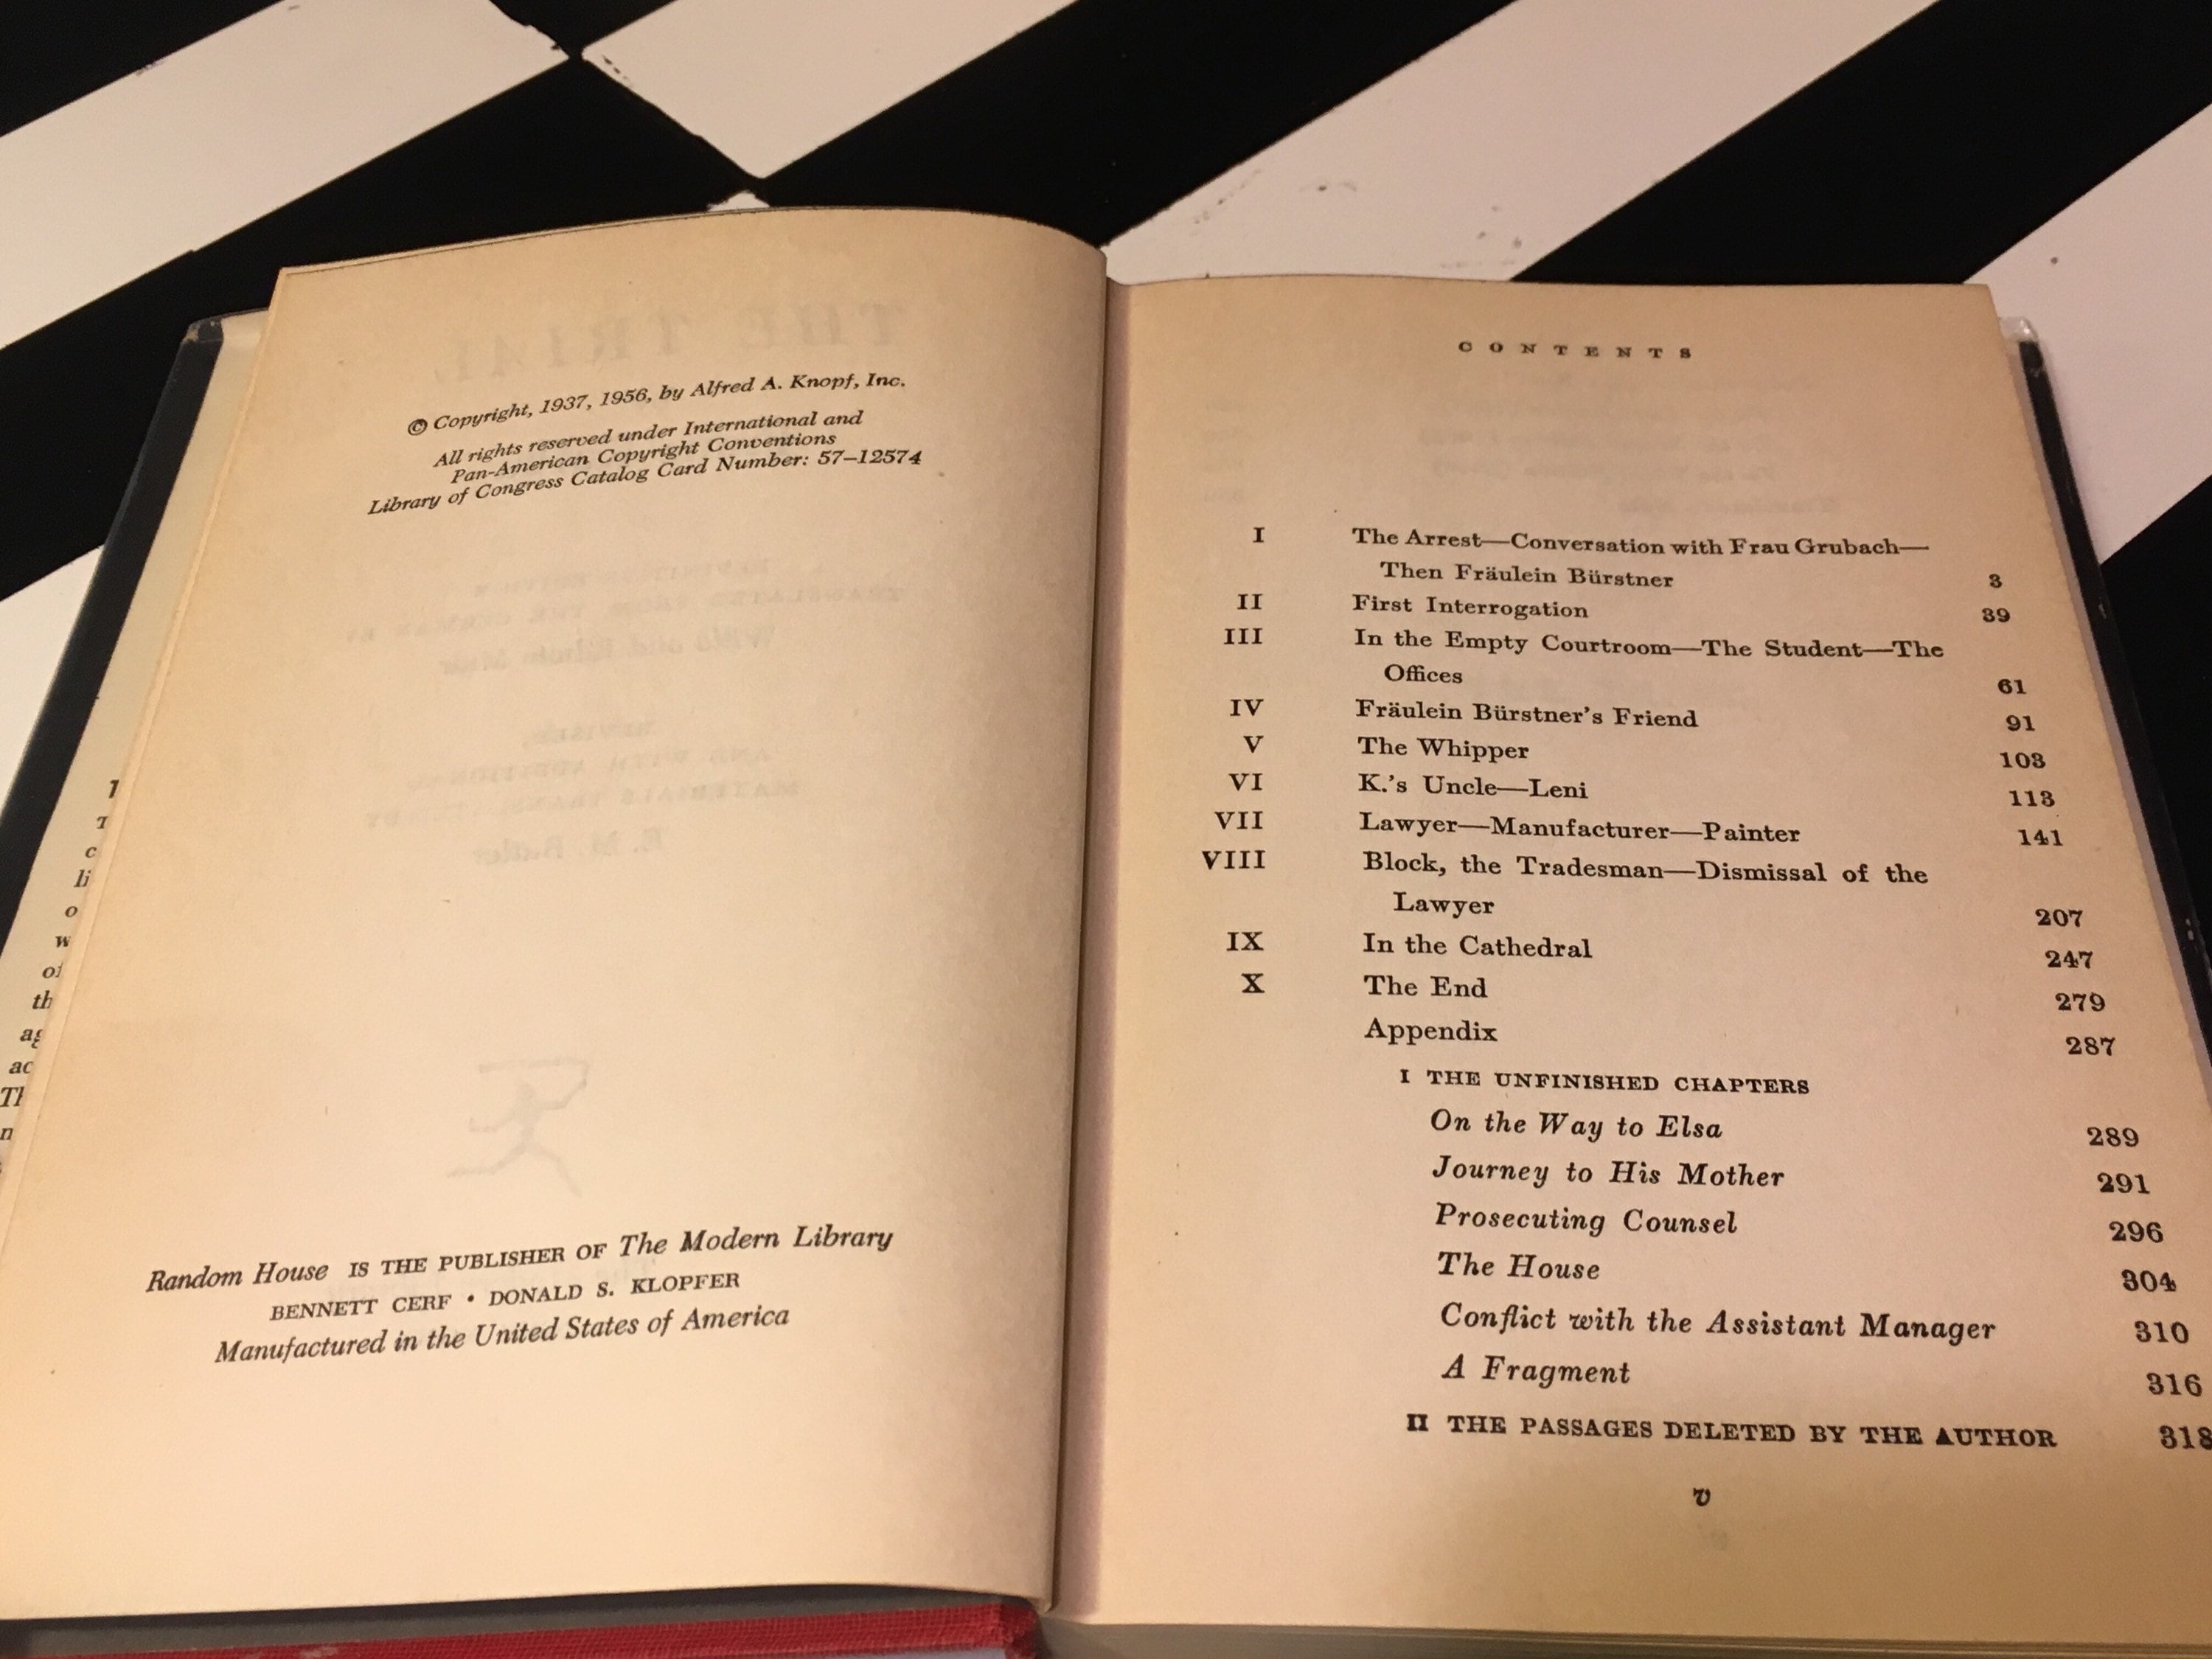 © Copyright, 1937, 1956, by Alfred A. Knopf, Inc.
All rights reserved under International and
Pan-American Copyright Conventions
Library of Congress Catalog Card Number: 57–12574
Random House IS THE PUBLISHER OF The Modern Library
BENNETT CERF • DONALD S. KLOPFER
Manufactured in the United States of America
CONTENTS
I The Arrest—Conversation with Frau Grubach—
Then Fräulein Bürstner 3
II First Interrogation 39
III In the Empty Courtroom—The Student—The
Offices 61
IV Fräulein Bürstner's Friend 91
V The Whipper 103
VI K.'s Uncle—Leni 113
VII Lawyer—Manufacturer—Painter 141
VIII Block, the Tradesman—Dismissal of the
Lawyer 207
IX In the Cathedral 247
X The End 279
Appendix 287
I THE UNFINISHED CHAPTERS
On the Way to Elsa 289
Journey to His Mother 291
Prosecuting Counsel 296
The House 304
Conflict with the Assistant Manager 310
A Fragment 316
II THE PASSAGES DELETED BY THE AUTHOR 318
v